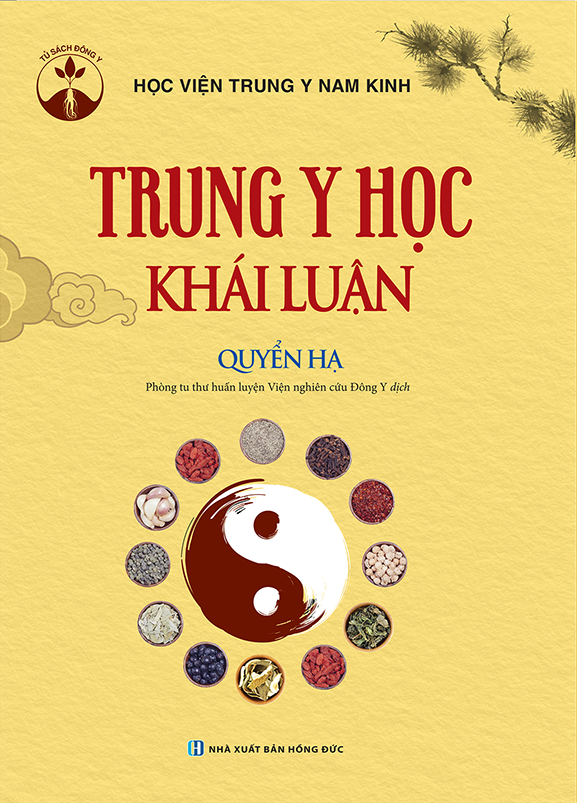 TỦ SÁCH ĐÔNG Y
HỌC VIỆN TRUNG Y NAM KINH
TRUNG Y HỌC
KHÁI LUẬN
QUYỂN HẠ
Phòng tu thư huấn luyện Viện nghiên cứu Đông Y dịch
H NHÀ XUẤT BẢN HỒNG ĐỨC